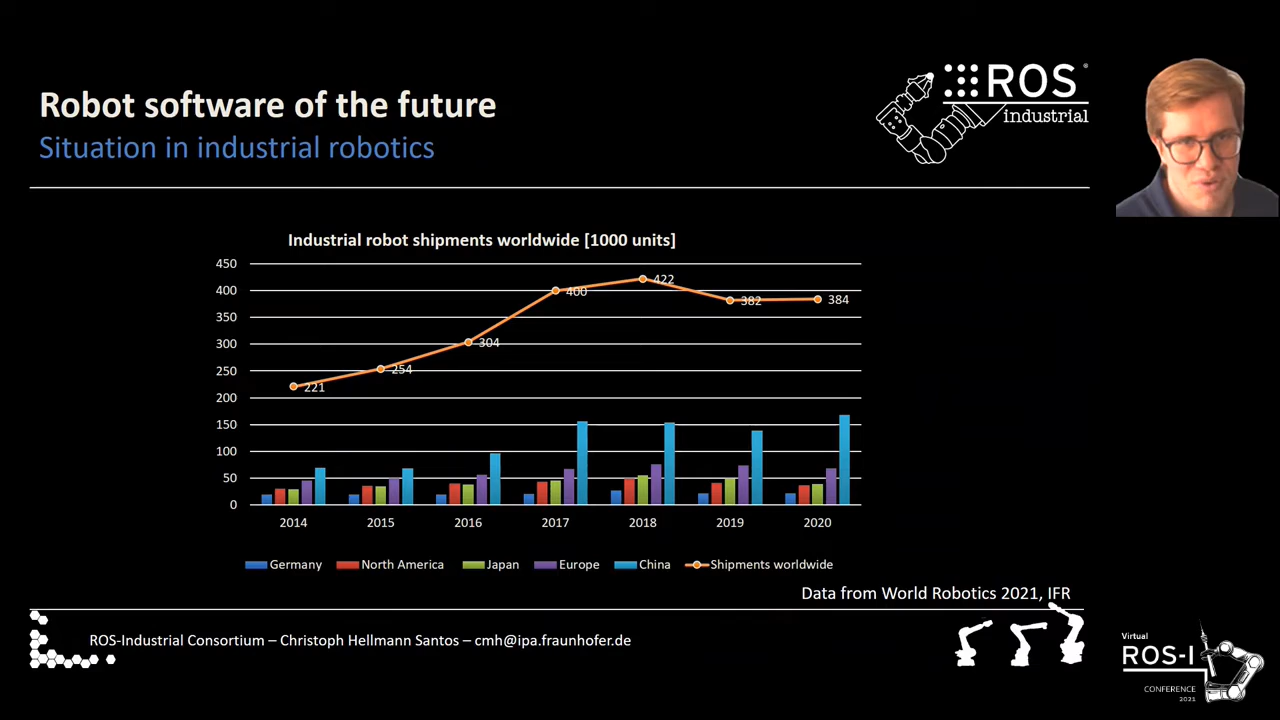 Robot software of the future
Situation in industrial robotics
ROS®
industrial
Industrial robot shipments worldwide [1000 units]
450
400
350
300
250
200
150
100
50
0
221
254
304
400
422
382
384
2014 2015 2016 2017 2018 2019 2020
Germany North America Japan Europe China Shipments worldwide
Data from World Robotics 2021, IFR
ROS-Industrial Consortium – Christoph Hellmann Santos – cmh@ipa.fraunhofer.de
Virtual
ROS-I
CONFERENCE
2021